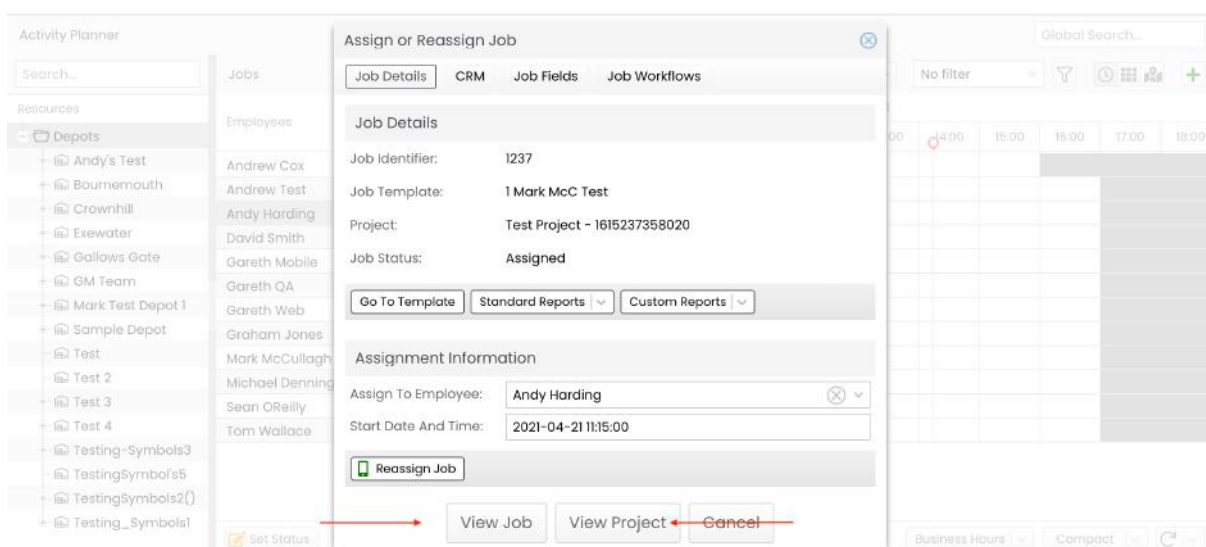 Activity Planner
Global Search...
Assign or Reassign Job
Search...
Jobs
Job Details CRM Job Fields Job Workflows
No filter
Resources
Employees
Job Details
14:00 15:00 16:00 17:00 18:00
Depots
Andy's Test
Bournemouth
Crownhill
Exewater
Gallows Gate
GM Team
Mark Test Depot 1
Sample Depot
Test
Test 2
Test 3
Test 4
Testing-Symbols3
TestingSymbol's5
TestingSymbols2()
Testing_Symbols1
Andrew Cox
Andrew Test
Andy Harding
David Smith
Gareth Mobile
Gareth QA
Gareth Web
Graham Jones
Mark McCullagh
Michael Denning
Sean OReilly
Tom Wallace
Job Identifier: 1237
Job Template: 1 Mark McC Test
Project: Test Project - 1615237358020
Job Status: Assigned
Go To Template Standard Reports Custom Reports
Assignment Information
Assign To Employee: Andy Harding
Start Date And Time: 2021-04-21 11:15:00
Reassign Job
View Job View Project Cancel
Set Status
Business Hours Compact